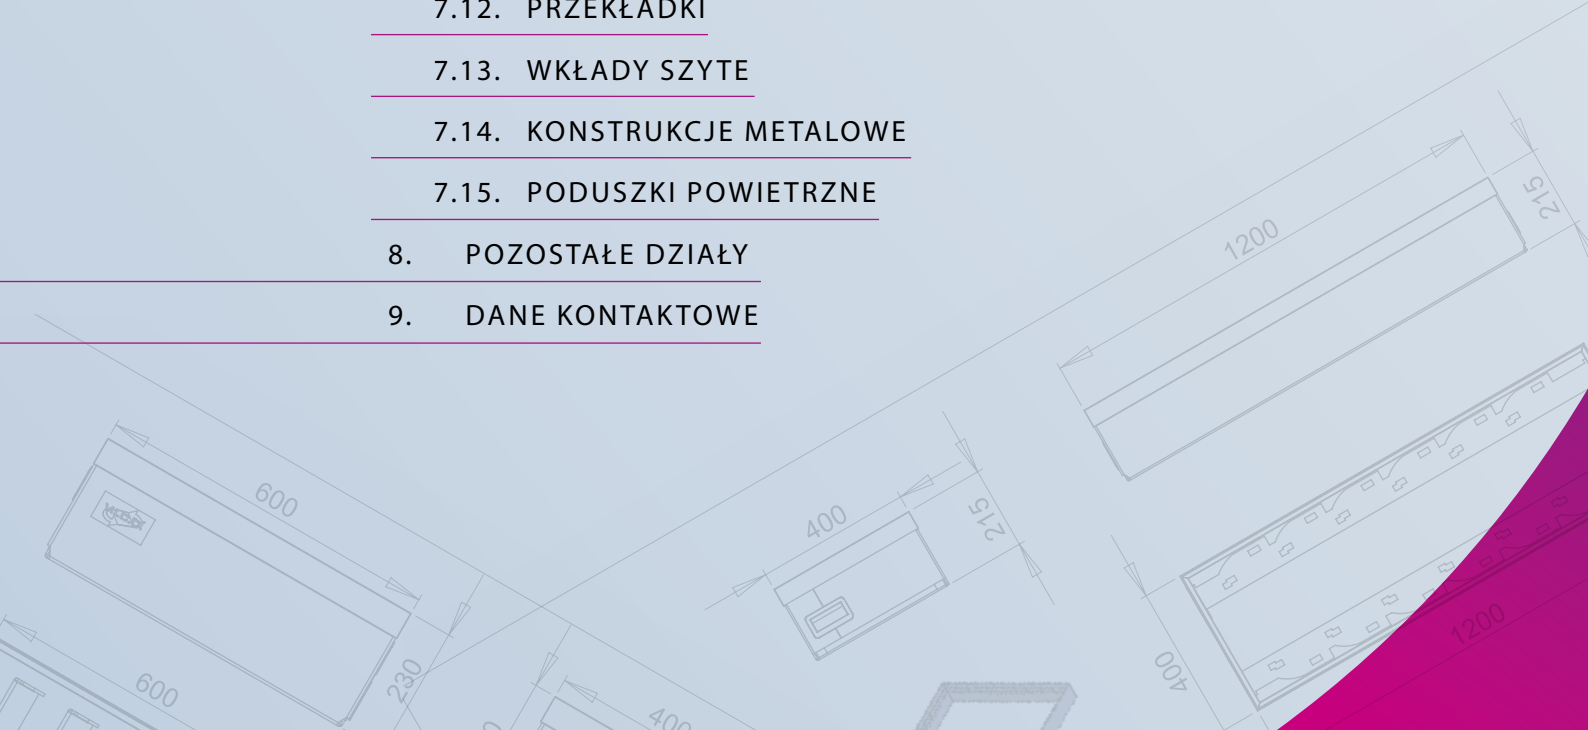 7.12. PRZEKŁADKI
7.13. WKŁADY SZYTE
7.14. KONSTRUKCJE METALOWE
7.15. PODUSZKI POWIETRZNE
8. POZOSTAŁE DZIAŁY
9. DANE KONTAKTOWE
1200
215
600
400
215
230
600
400
400
1200